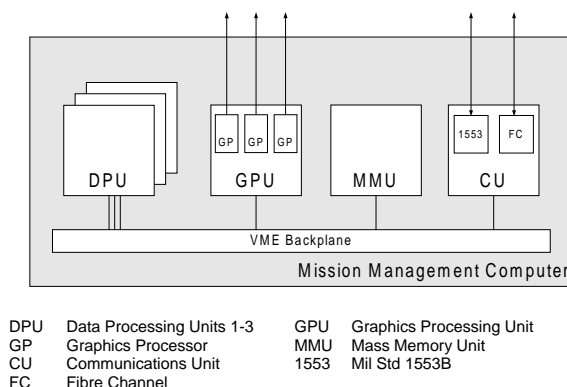 GP GP GP
1553 FC
DPU GPU MMU CU
VME Backplane
Mission Management Computer
DPU Data Processing Units 1-3 GPU Graphics Processing Unit
GP Graphics Processor MMU Mass Memory Unit
CU Communications Unit 1553 Mil Std 1553B
FC Fibre Channel